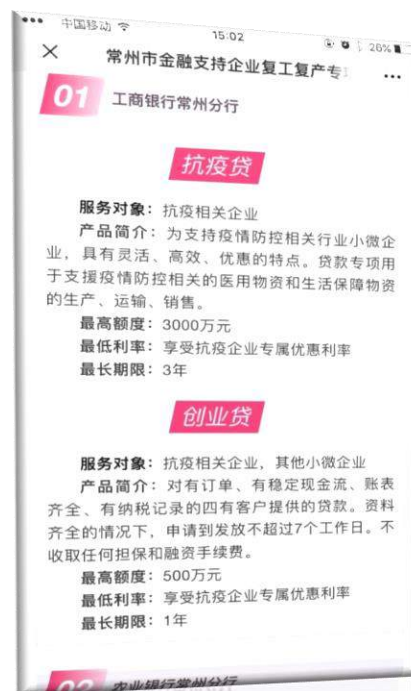 中国移动
15:02
26%
常州市金融支持企业复工复产专
01 工商银行常州分行
抗疫贷
服务对象：抗疫相关企业
产品简介：为支持疫情防控相关行业小微企
业，具有灵活、高效、优惠的特点。贷款专项用
于支援疫情防控相关的医用物资和生活保障物资
的生产、运输、销售。
最高额度：3000万元
最低利率：享受抗疫企业专属优惠利率
最长期限：3年
创业贷
服务对象：抗疫相关企业，其他小微企业
产品简介：对有订单、有稳定现金流、账表
齐全、有纳税记录的四有客户提供的贷款。资料
齐全的情况下，申请到发放不超过7个工作日。不
收取任何担保和融资手续费。
最高额度：500万元
最低利率：享受抗疫企业专属优惠利率
最长期限：1年
02 农业银行常州分行